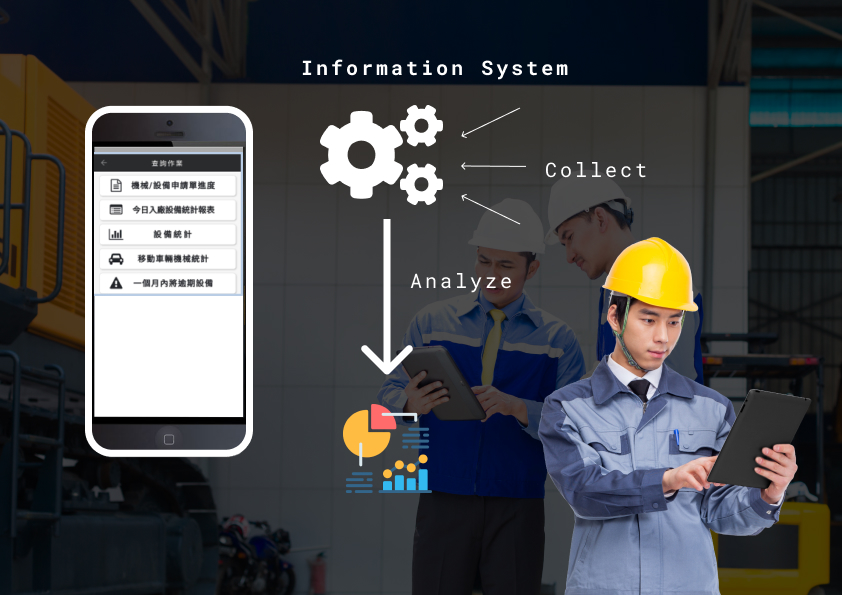 Information System
查詢作業
機械/設備申請單進度
今日入廠設備統計報表
設備統計
移動車輛機械統計
一個月內將逾期設備
Collect
Analyze